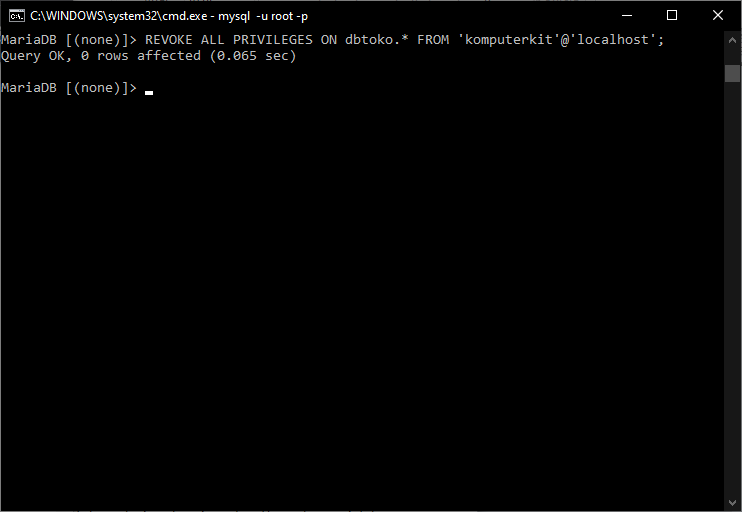 C:\WINDOWS\system32\cmd.exe - mysql  -u root -p
MariaDB [(none)]> REVOKE ALL PRIVILEGES ON dbtoko.* FROM 'komputerkit'@'localhost';
Query OK, 0 rows affected (0.065 sec)
MariaDB [(none)]>